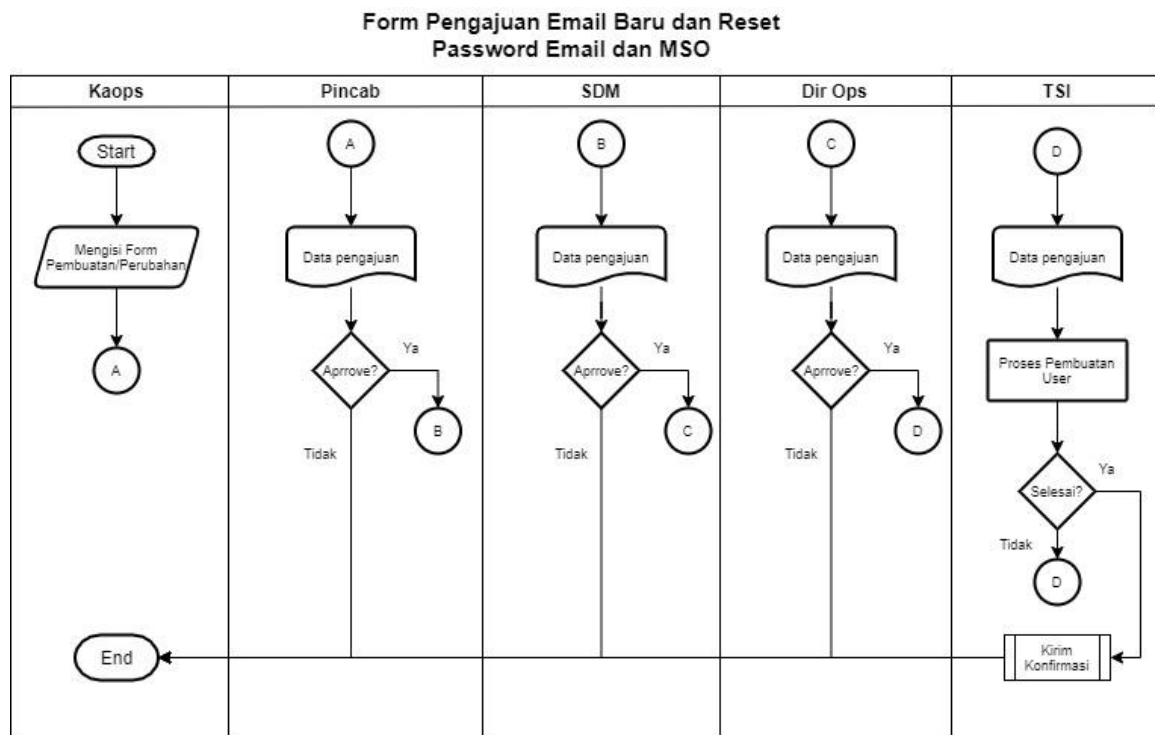 Form Pengajuan Email Baru dan Reset
Password Email dan MSO
Kaops
Pincab
SDM
Dir Ops
TSI
Start
Mengisi Form
Pembuatan/Perubahan
A
End
A
Data pengajuan
Aprrove?
Ya
B
Tidak
B
Data pengajuan
Aprrove?
Ya
C
Tidak
C
Data pengajuan
Aprrove?
Ya
D
Tidak
D
Data pengajuan
Proses Pembuatan
User
Selesai?
Ya
Tidak
D
Kirim
Konfirmasi